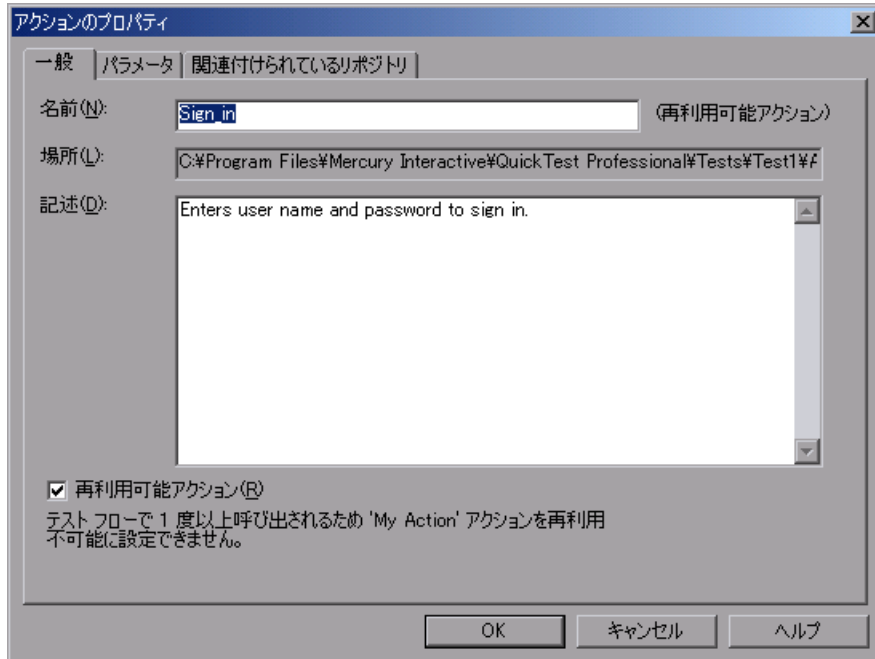 アクションのプロパティ
一般 パラメータ 関連付けられているリポジトリ
名前(N): Sign_in (再利用可能アクション)
場所(L): C:¥Program Files¥Mercury Interactive¥QuickTest Professional¥Tests¥Test1¥A
記述(D): Enters user name and password to sign in.
再利用可能アクション(R)
テスト フローで 1 度以上呼び出されるため 'My Action' アクションを再利用
不可能に設定できません。
OK キャンセル ヘルプ